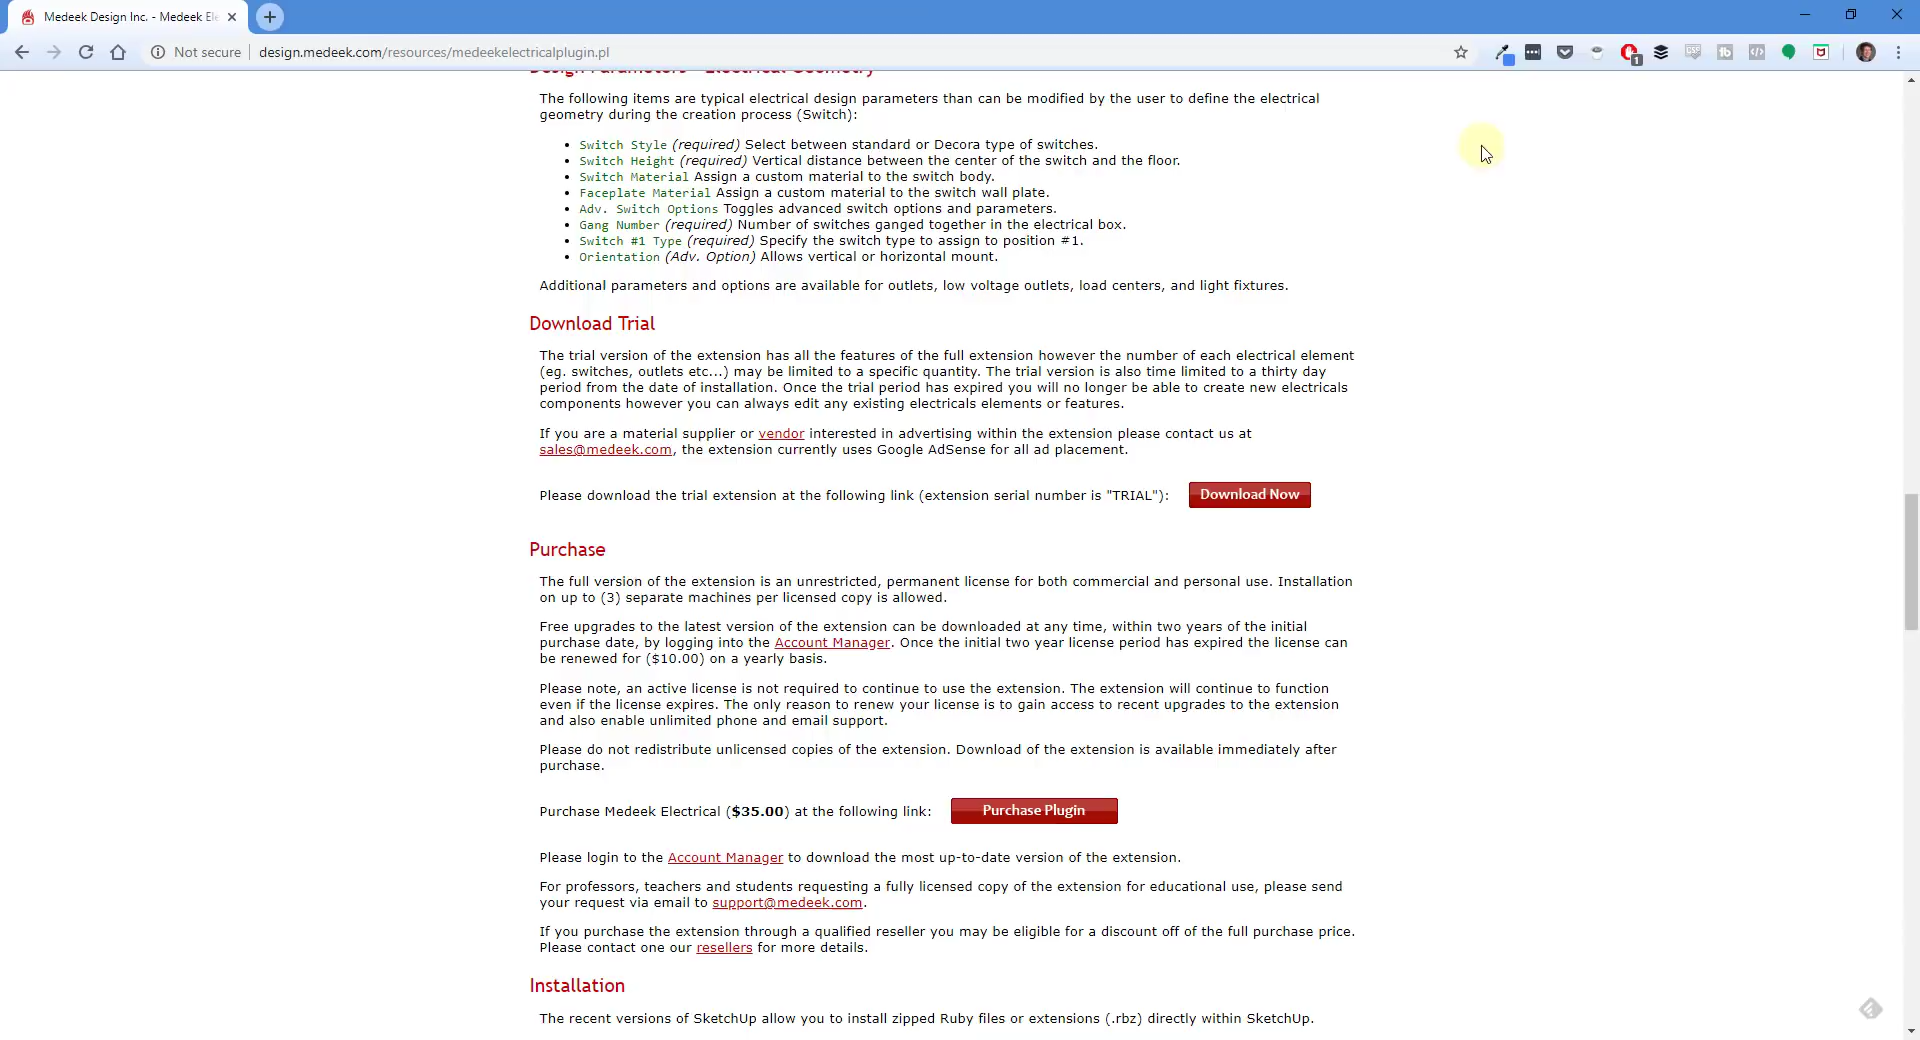 Medeek Design Inc. - Medeek Ele
Not secure
design.medeek.com/resources/medeekelectricalplugin.pl
1
Design Parameters - Electrical Geometry
The following items are typical electrical design parameters than can be modified by the user to define the electrical
geometry during the creation process (Switch):
• Switch Style (required) Select between standard or Decora type of switches.
• Switch Height (required) Vertical distance between the center of the switch and the floor.
• Switch Material Assign a custom material to the switch body.
• Faceplate Material Assign a custom material to the switch wall plate.
• Adv. Switch Options Toggles advanced switch options and parameters.
• Gang Number (required) Number of switches ganged together in the electrical box.
• Switch #1 Type (required) Specify the switch type to assign to position #1.
• Orientation (Adv. Option) Allows vertical or horizontal mount.
Additional parameters and options are available for outlets, low voltage outlets, load centers, and light fixtures.
Download Trial
The trial version of the extension has all the features of the full extension however the number of each electrical element
(eg. switches, outlets etc...) may be limited to a specific quantity. The trial version is also time limited to a thirty day
period from the date of installation. Once the trial period has expired you will no longer be able to create new electricals
components however you can always edit any existing electricals elements or features.
If you are a material supplier or vendor interested in advertising within the extension please contact us at
sales@medeek.com, the extension currently uses Google AdSense for all ad placement.
Please download the trial extension at the following link (extension serial number is "TRIAL"): Download Now
Purchase
The full version of the extension is an unrestricted, permanent license for both commercial and personal use. Installation
on up to (3) separate machines per licensed copy is allowed.
Free upgrades to the latest version of the extension can be downloaded at any time, within two years of the initial
purchase date, by logging into the Account Manager. Once the initial two year license period has expired the license can
be renewed for ($10.00) on a yearly basis.
Please note, an active license is not required to continue to use the extension. The extension will continue to function
even if the license expires. The only reason to renew your license is to gain access to recent upgrades to the extension
and also enable unlimited phone and email support.
Please do not redistribute unlicensed copies of the extension. Download of the extension is available immediately after
purchase.
Purchase Medeek Electrical ($35.00) at the following link: Purchase Plugin
Please login to the Account Manager to download the most up-to-date version of the extension.
For professors, teachers and students requesting a fully licensed copy of the extension for educational use, please send
your request via email to support@medeek.com.
If you purchase the extension through a qualified reseller you may be eligible for a discount off of the full purchase price.
Please contact one our resellers for more details.
Installation
The recent versions of SketchUp allow you to install zipped Ruby files or extensions (.rbz) directly within SketchUp.